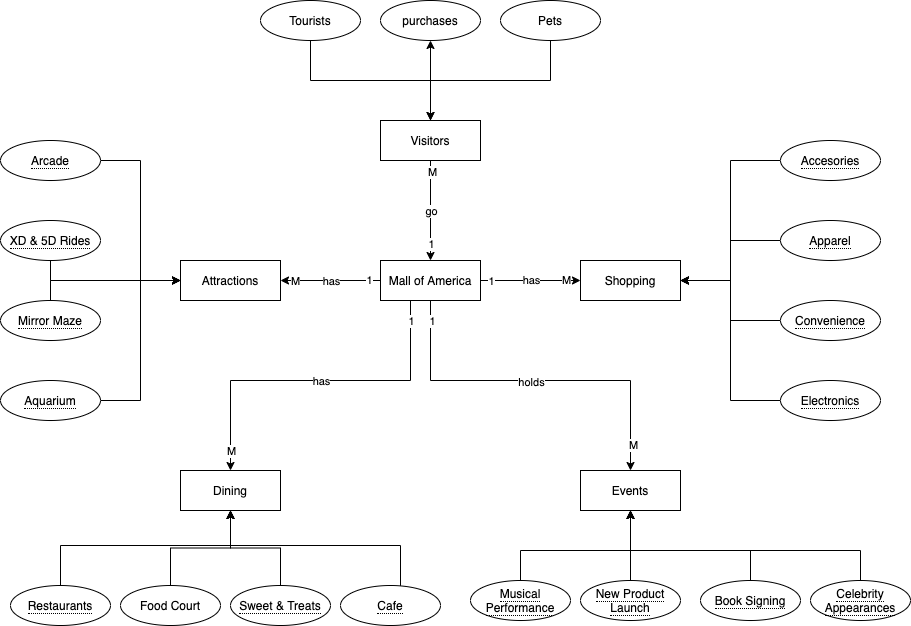 Tourists
purchases
Pets
Visitors
M
go
1
Arcade
XD & 5D Rides
Mirror Maze
Aquarium
Attractions
M
has
1
Mall of America
1
has
M
Shopping
Accesories
Apparel
Convenience
Electronics
1
1
has
holds
M
M
Dining
Events
Restaurants
Food Court
Sweet & Treats
Cafe
Musical
Performance
New Product
Launch
Book Signing
Celebrity
Appearances